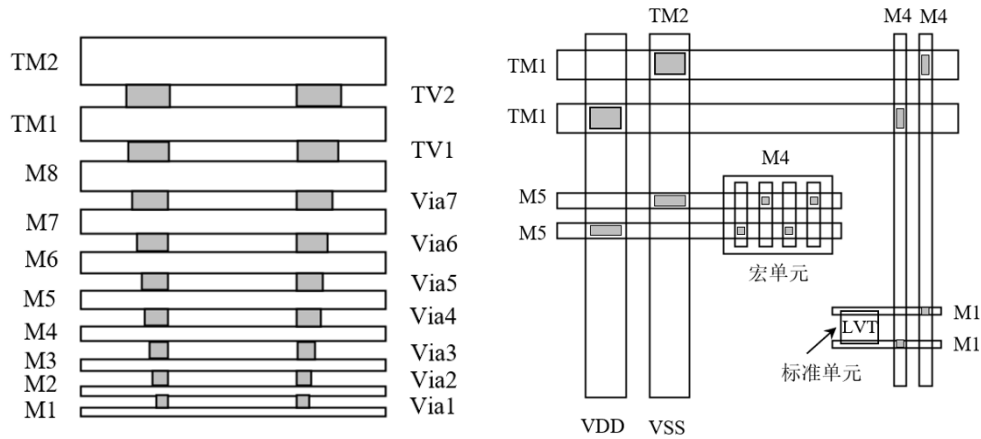 TM2
TV2
TM1
TV1
M8
Via7
M7
Via6
M6
Via5
M5
Via4
M4
Via3
M3
Via2
M2
Via1
M1
TM2
M4 M4
TM1
TM1
M4
M5
M5
宏单元
M1
LVT
M1
标准单元
VDD VSS